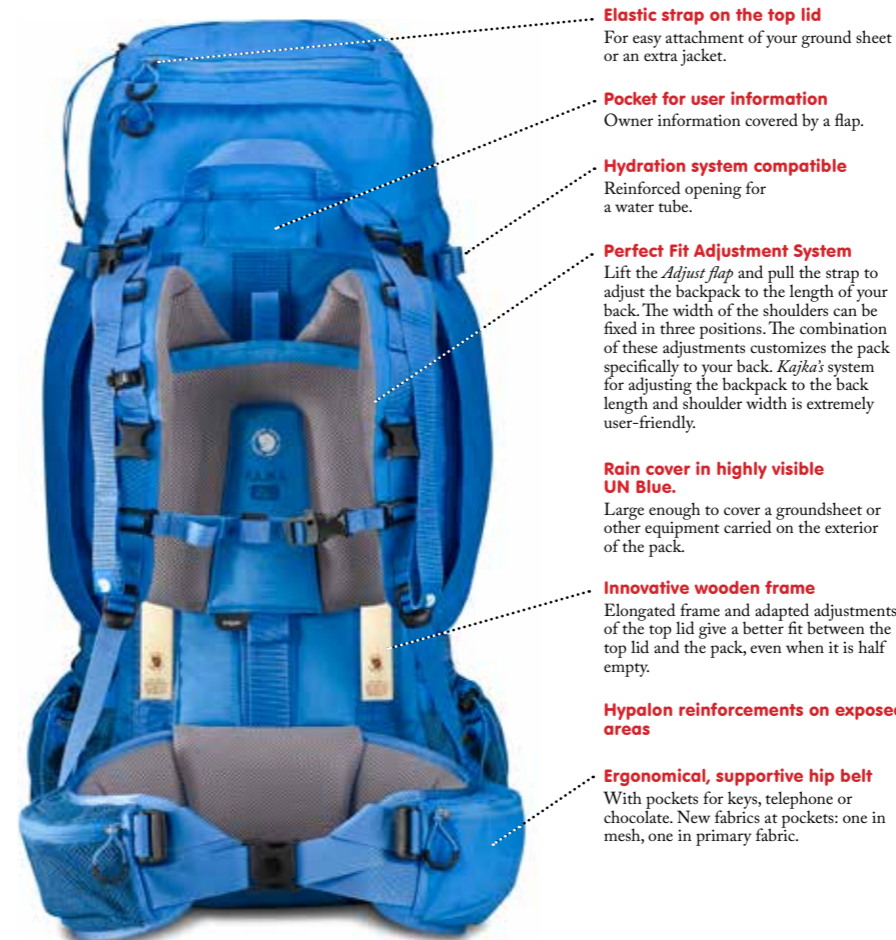 Elastic strap on the top lid
For easy attachment of your ground sheet
or an extra jacket.
Pocket for user information
Owner information covered by a flap.
Hydration system compatible
Reinforced opening for
a water tube.
Perfect Fit Adjustment System
Lift the Adjust flap and pull the strap to
adjust the backpack to the length of your
back. The width of the shoulders can be
fixed in three positions. The combination
of these adjustments customizes the pack
specifically to your back. Kajka's system
for adjusting the backpack to the back
length and shoulder width is extremely
user-friendly.
Rain cover in highly visible
UN Blue.
Large enough to cover a groundsheet or
other equipment carried on the exterior
of the pack.
Innovative wooden frame
Elongated frame and adapted adjustments
of the top lid give a better fit between the
top lid and the pack, even when it is half
empty.
Hypalon reinforcements on exposed
areas
Ergonomical, supportive hip belt
With pockets for keys, telephone or
chocolate. New fabrics at pockets: one in
mesh, one in primary fabric.